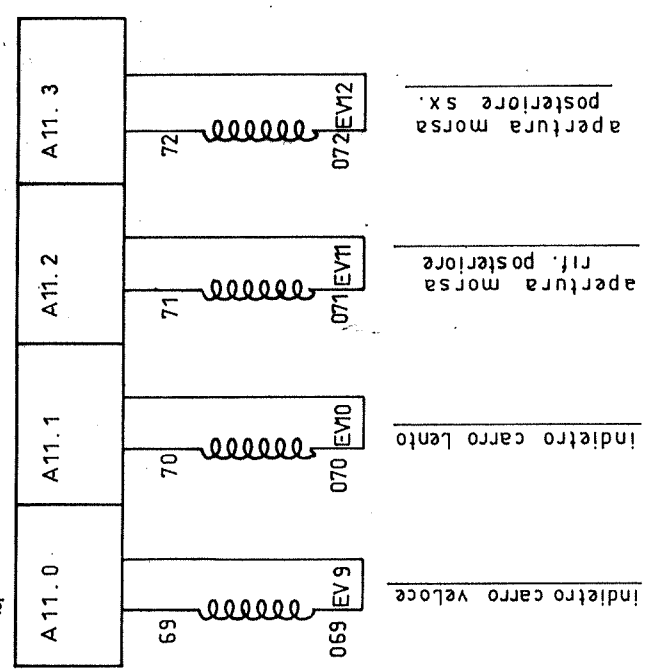 A11.3
72
072 EV12
apertura morsa
posteriore sx.
A11.2
71
071 EV11
apertura morsa
rif. posteriore
A11.1
70
070 EV10
indietro carro Lento
A11.0
69
069 EV9
indietro carro veloce